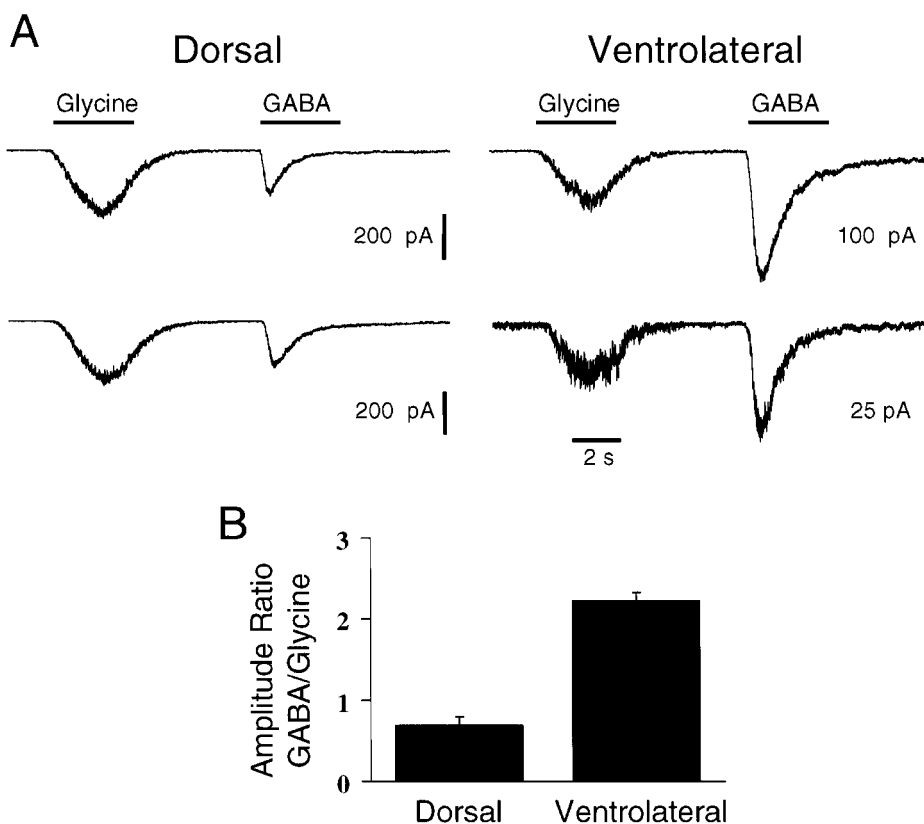 A
Dorsal
Ventrolateral
Glycine
GABA
Glycine
GABA
200 pA
100 pA
200 pA
25 pA
2 s
B
Amplitude Ratio
GABA/Glycine
3
2
1
0
Dorsal
Ventrolateral